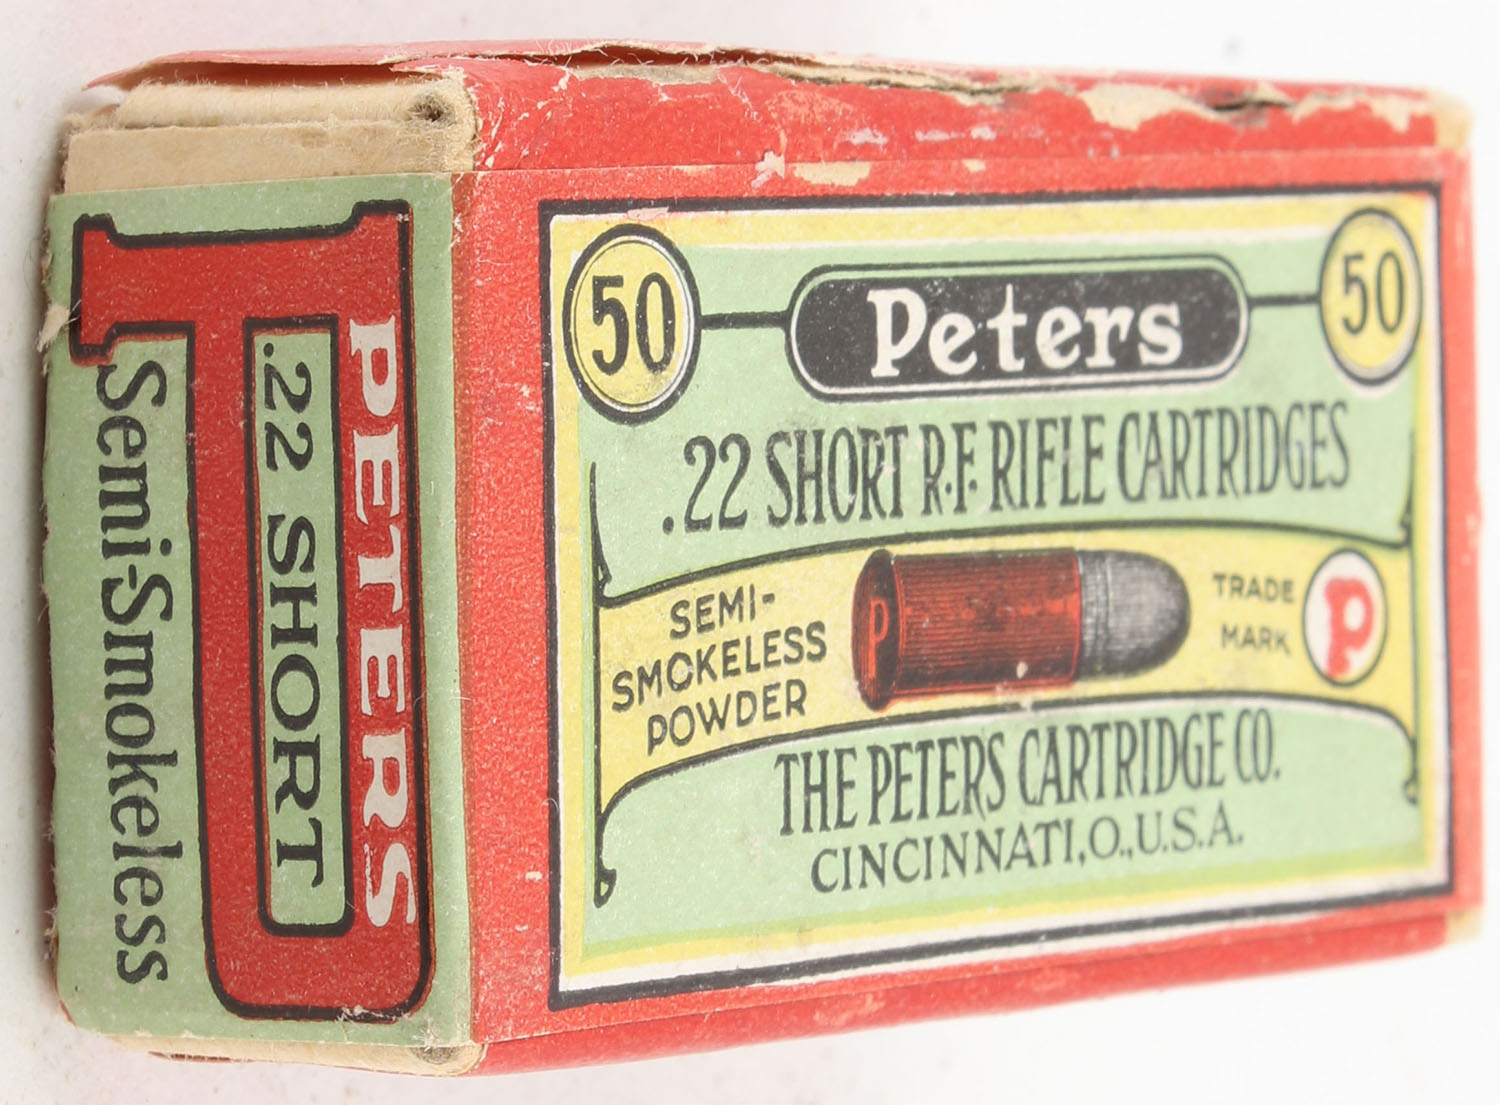 50
Peters
50
.22 SHORT R.F. RIFLE CARTRIDGES
SEMI-
SMOKELESS
POWDER
P
TRADE
MARK
P
THE PETERS CARTRIDGE CO.
CINCINNATI, O., U.S.A.
PETERS
.22 SHORT
Semi-Smokeless